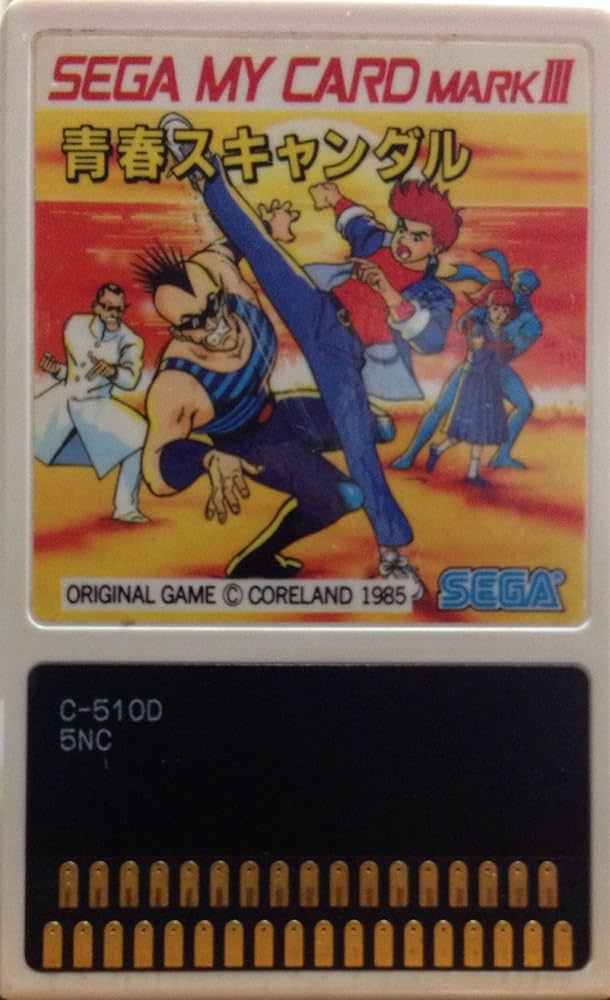 SEGA MY CARD MARK III
青春スキャンダル
ORIGINAL GAME © CORELAND 1985
SEGA®
C-510D
5NC